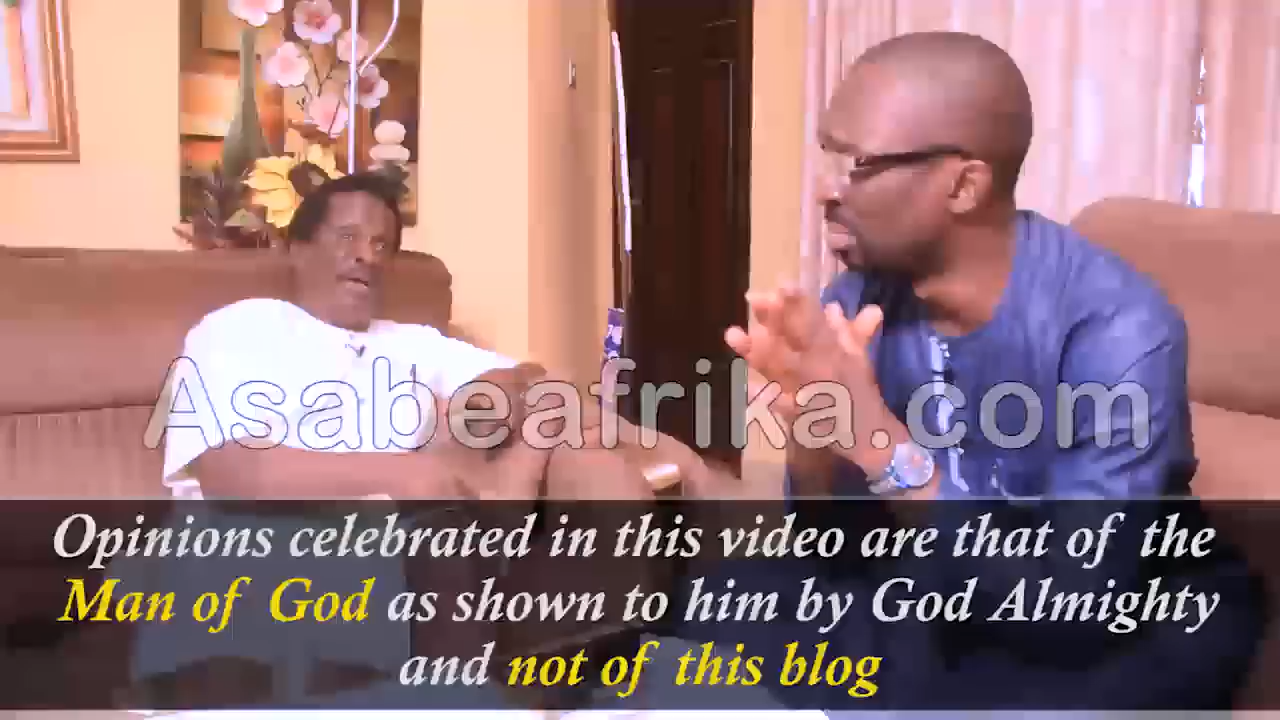 Asabeafrika.com
Opinions celebrated in this video are that of the
Man of God as shown to him by God Almighty
and not of this blog